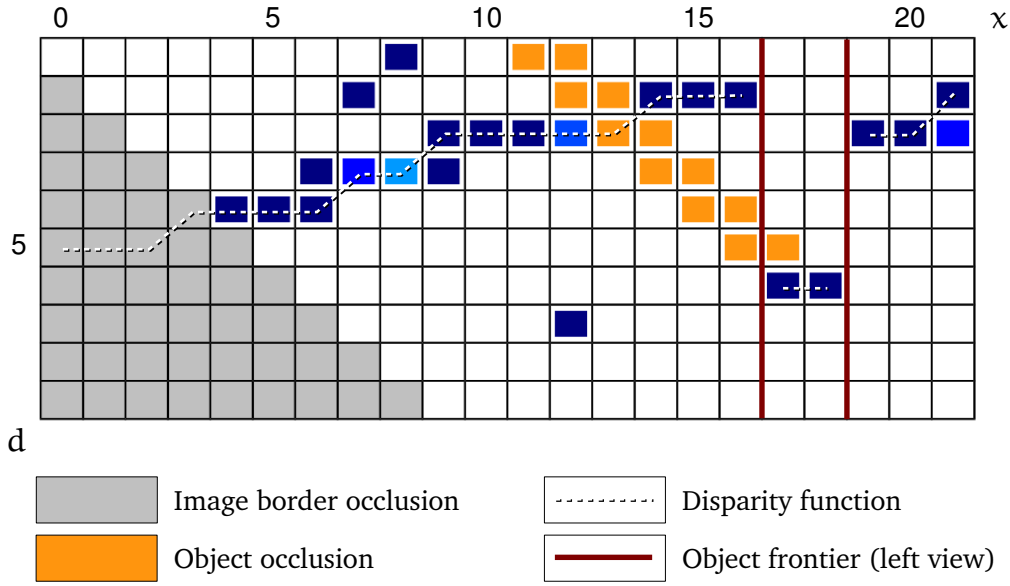 0 5 10 15 20 x
5
d
Image border occlusion Disparity function
Object occlusion Object frontier (left view)